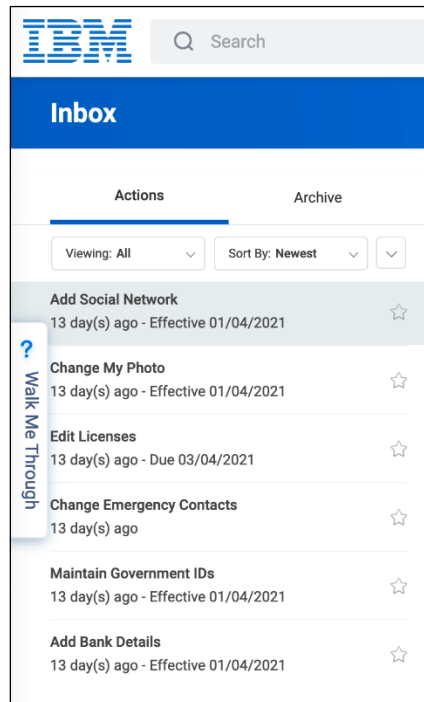 IBM
Search
Inbox
Actions
Archive
Viewing: All
Sort By: Newest
Add Social Network
13 day(s) ago - Effective 01/04/2021
Change My Photo
13 day(s) ago - Effective 01/04/2021
Edit Licenses
13 day(s) ago - Due 03/04/2021
Change Emergency Contacts
13 day(s) ago
Maintain Government IDs
13 day(s) ago - Effective 01/04/2021
Add Bank Details
13 day(s) ago - Effective 01/04/2021
? Walk Me Through